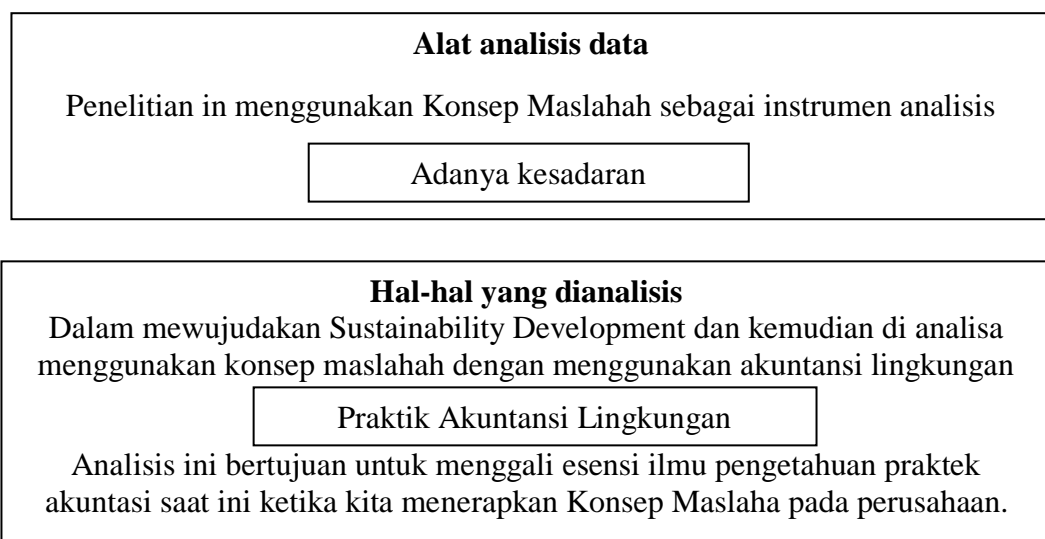 Alat analisis data
Penelitian in menggunakan Konsep Maslahah sebagai instrumen analisis
Adanya kesadaran
Hal-hal yang dianalisis
Dalam mewujudakan Sustainability Development dan kemudian di analisa
menggunakan konsep maslahah dengan menggunakan akuntansi lingkungan
Praktik Akuntansi Lingkungan
Analisis ini bertujuan untuk menggali esensi ilmu pengetahuan praktek
akuntasi saat ini ketika kita menerapkan Konsep Maslaha pada perusahaan.